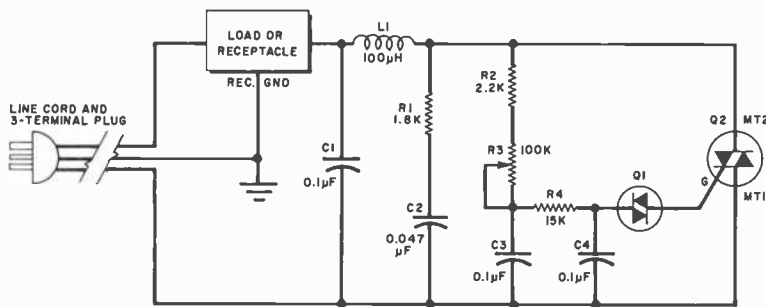 LOAD OR
RECEPTACLE
REC. GND
LINE CORD AND
3-TERMINAL PLUG
L1
100μH
C1
0.1μF
R1
1.8K
C2
0.047
μF
R2
2.2K
R3
100K
R4
15K
C3
0.1μF
C4
0.1μF
Q1
Q2
MT2
G
MT1